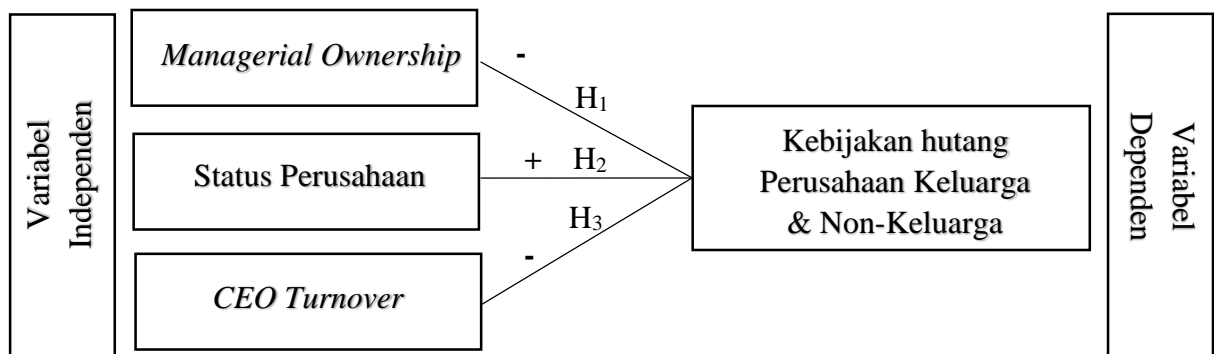 Variabel
Independen
Managerial Ownership
-
H₁
Status Perusahaan
+ H₂
H₃
-
CEO Turnover
Kebijakan hutang
Perusahaan Keluarga
& Non-Keluarga
Variabel
Dependen